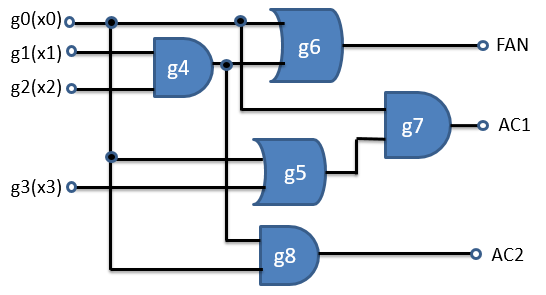 g0(x0)
g6
FAN
g1(x1)
g4
g2(x2)
g7
AC1
g5
g3(x3)
g8
AC2